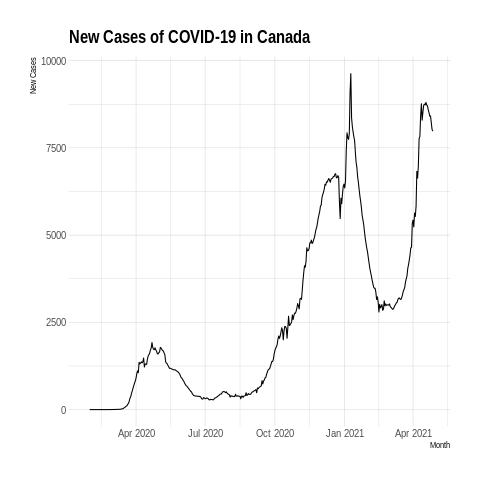 New Cases of COVID-19 in Canada
New Cases
10000
7500
5000
2500
0
Apr 2020 Jul 2020 Oct 2020 Jan 2021 Apr 2021
Month